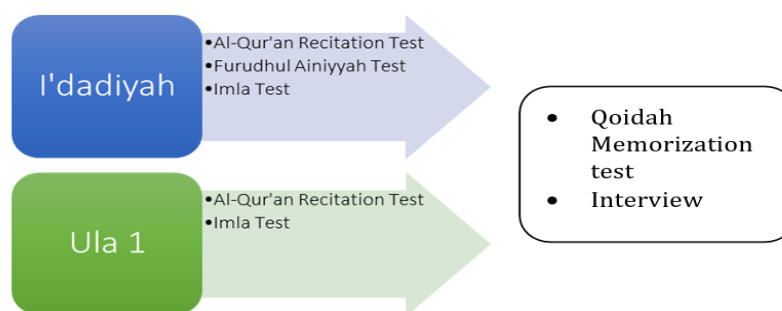 I'dadiyah
•Al-Qur'an Recitation Test
•Furudhul Ainiyyah Test
•Imla Test
Ula 1
•Al-Qur'an Recitation Test
•Imla Test
• Qoidah
Memorization
test
• Interview